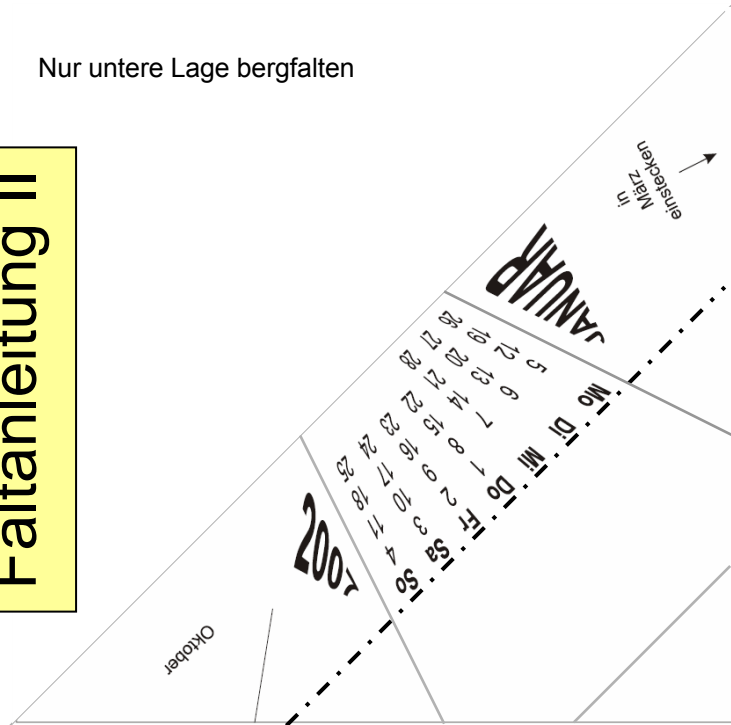 Nur untere Lage bergfalten
Faltanleitung II
in
März
einstecken
JANUAR
Mo Di Mi Do Fr Sa So
1 2 3 4
5 6 7 8 9 10 11
12 13 14 15 16 17 18
19 20 21 22 23 24 25
26 27 28
2007
Oktober